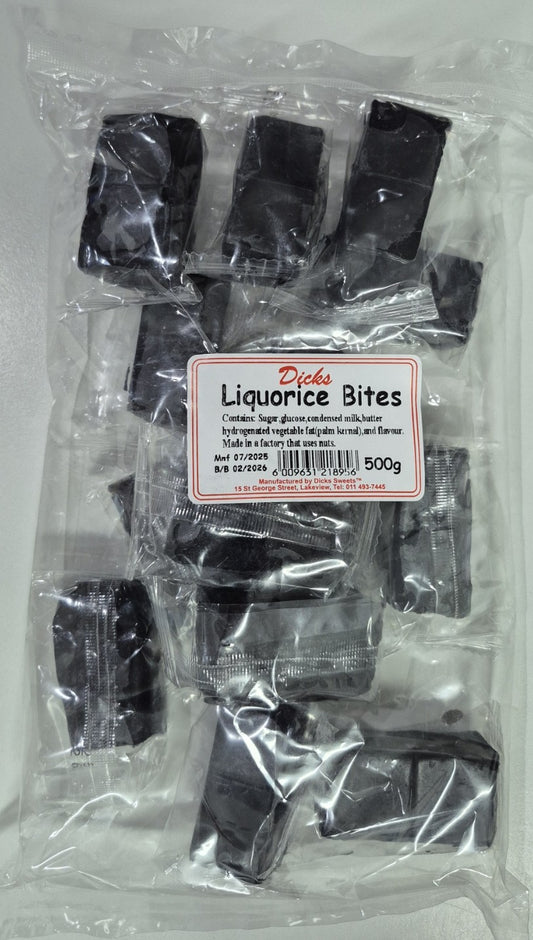 Dicks
Liquorice Bites
Contains: Sugar,glucose,condensed milk,butter
hydrogenated vegetable fat(palm kernal),and flavour.
Made in a factory that uses nuts.
Mnf 07/2025
B/B 02/2026
6 009631 218956
500g
Manufactured by Dicks Sweets™
15 St George Street, Lakeview, Tel: 011 493-7445